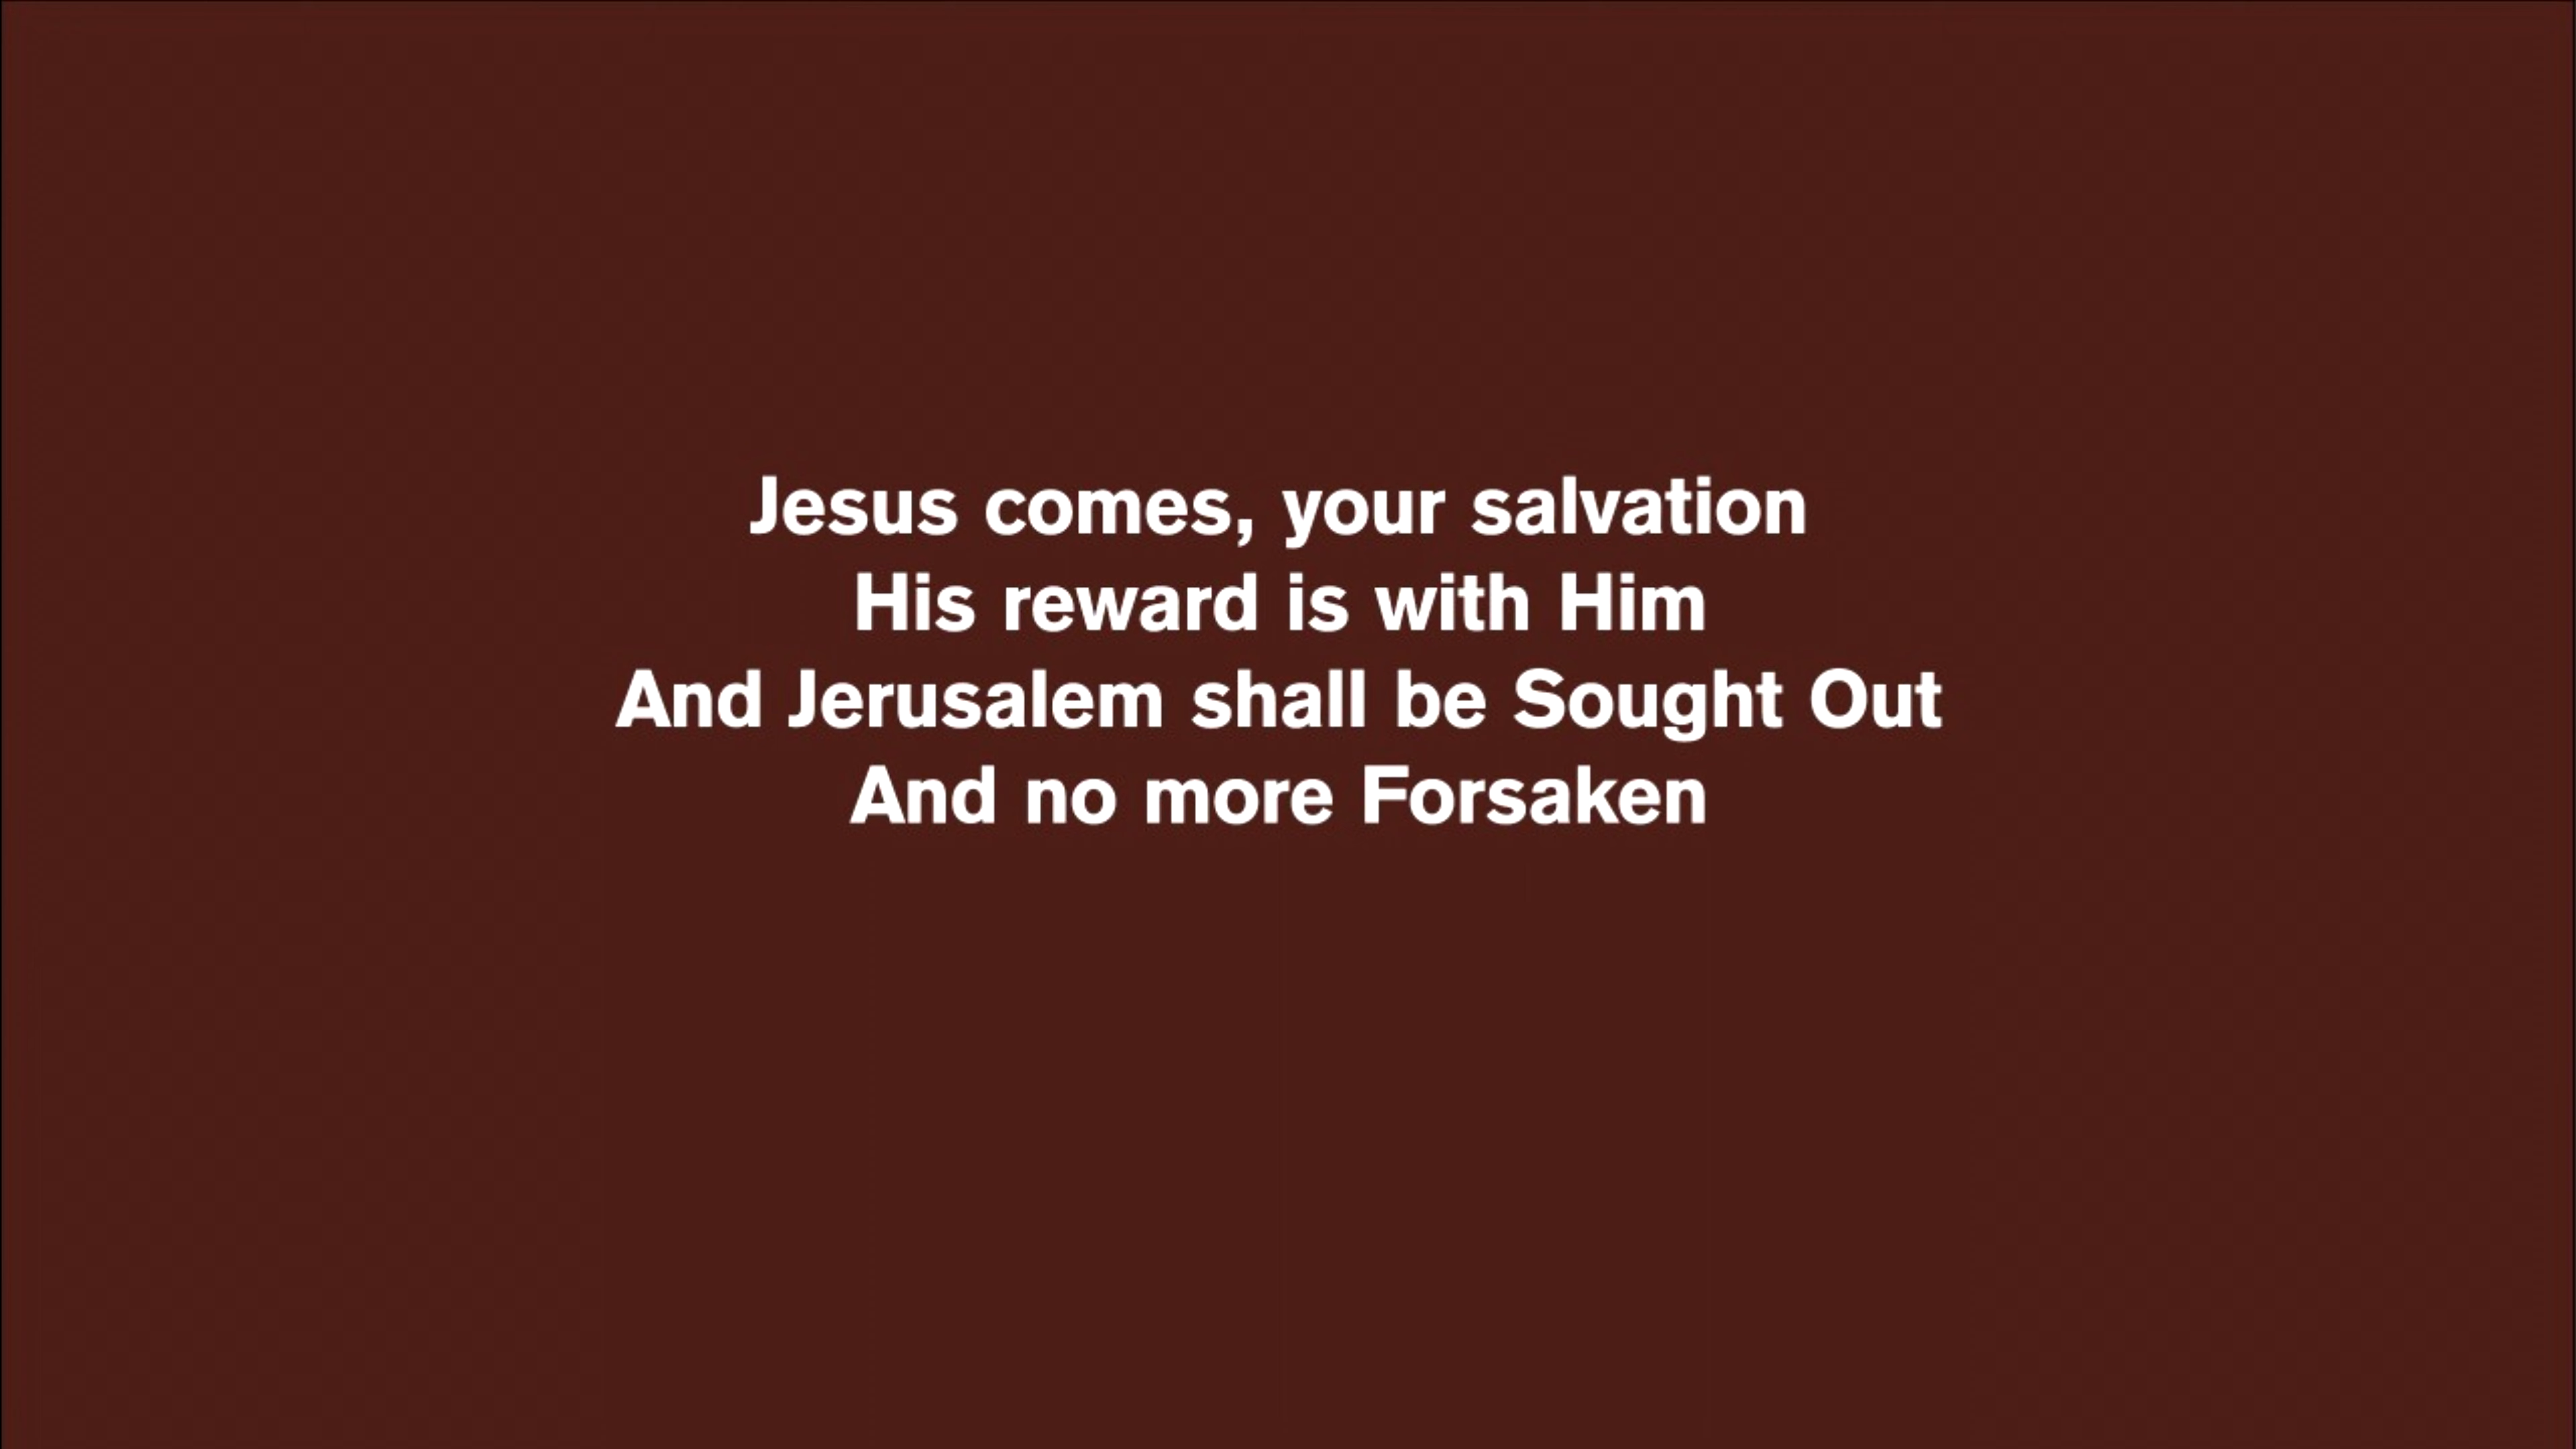 Jesus comes, your salvation
His reward is with Him
And Jerusalem shall be Sought Out
And no more Forsaken